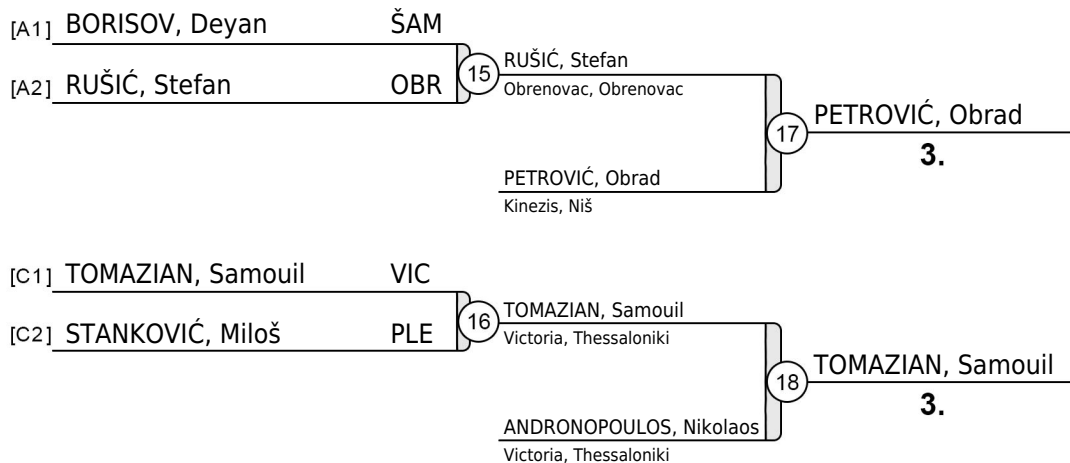 [A1] BORISOV, Deyan ŠAM
[A2] RUŠIĆ, Stefan OBR
15
RUŠIĆ, Stefan
Obrenovac, Obrenovac
PETROVIĆ, Obrad
Kinezis, Niš
17
PETROVIĆ, Obrad
3.
[C1] TOMAZIAN, Samouil VIC
[C2] STANKOVIĆ, Miloš PLE
16
TOMAZIAN, Samouil
Victoria, Thessaloniki
ANDRONOPOULOS, Nikolaos
Victoria, Thessaloniki
18
TOMAZIAN, Samouil
3.